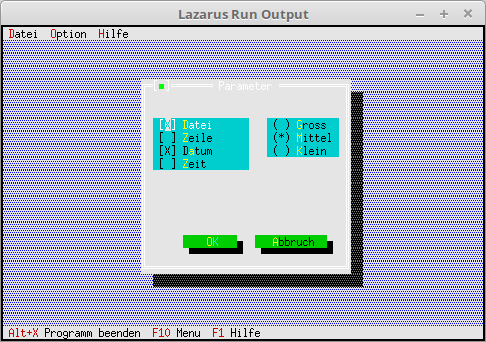 Lazarus Run Output
Datei Option Hilfe
[■] Parameter
[X] Datei ( ) Gross
[ ] Zeile (*) Mittel
[X] Datum ( ) Klein
[ ] Zeit
OK Abbruch
Alt+X Programm beenden F10 Menu F1 Hilfe